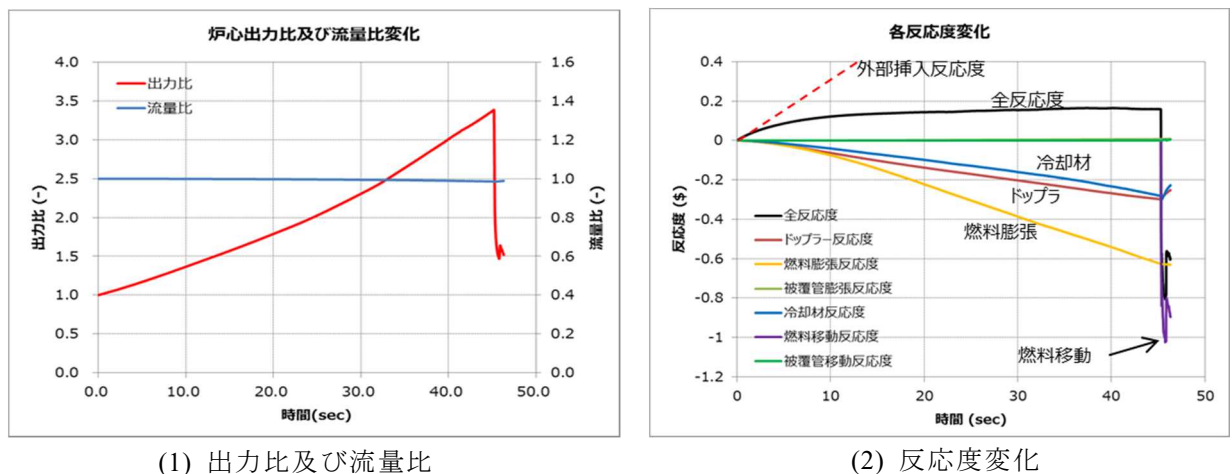 炉心出力比及び流量比変化
4.0
3.5
3.0
2.5
2.0
1.5
1.0
0.5
0.0
出力比 (-)
出力比
流量比
1.6
1.4
1.2
1.0
0.8
0.6
0.4
0.2
0.0
流量比 (-)
0.0 10.0 20.0 30.0 40.0 50.0
時間(sec)
(1) 出力比及び流量比
各反応度変化
0.4
0.2
0
-0.2
-0.4
-0.6
-0.8
-1
-1.2
反応度 ($)
外部挿入反応度
全反応度
冷却材
ドップラ
燃料膨張
全反応度
ドップラー反応度
燃料膨張反応度
被覆管膨張反応度
冷却材反応度
燃料移動反応度
被覆管移動反応度
燃料移動
0 10 20 30 40 50
時間 (sec)
(2) 反応度変化